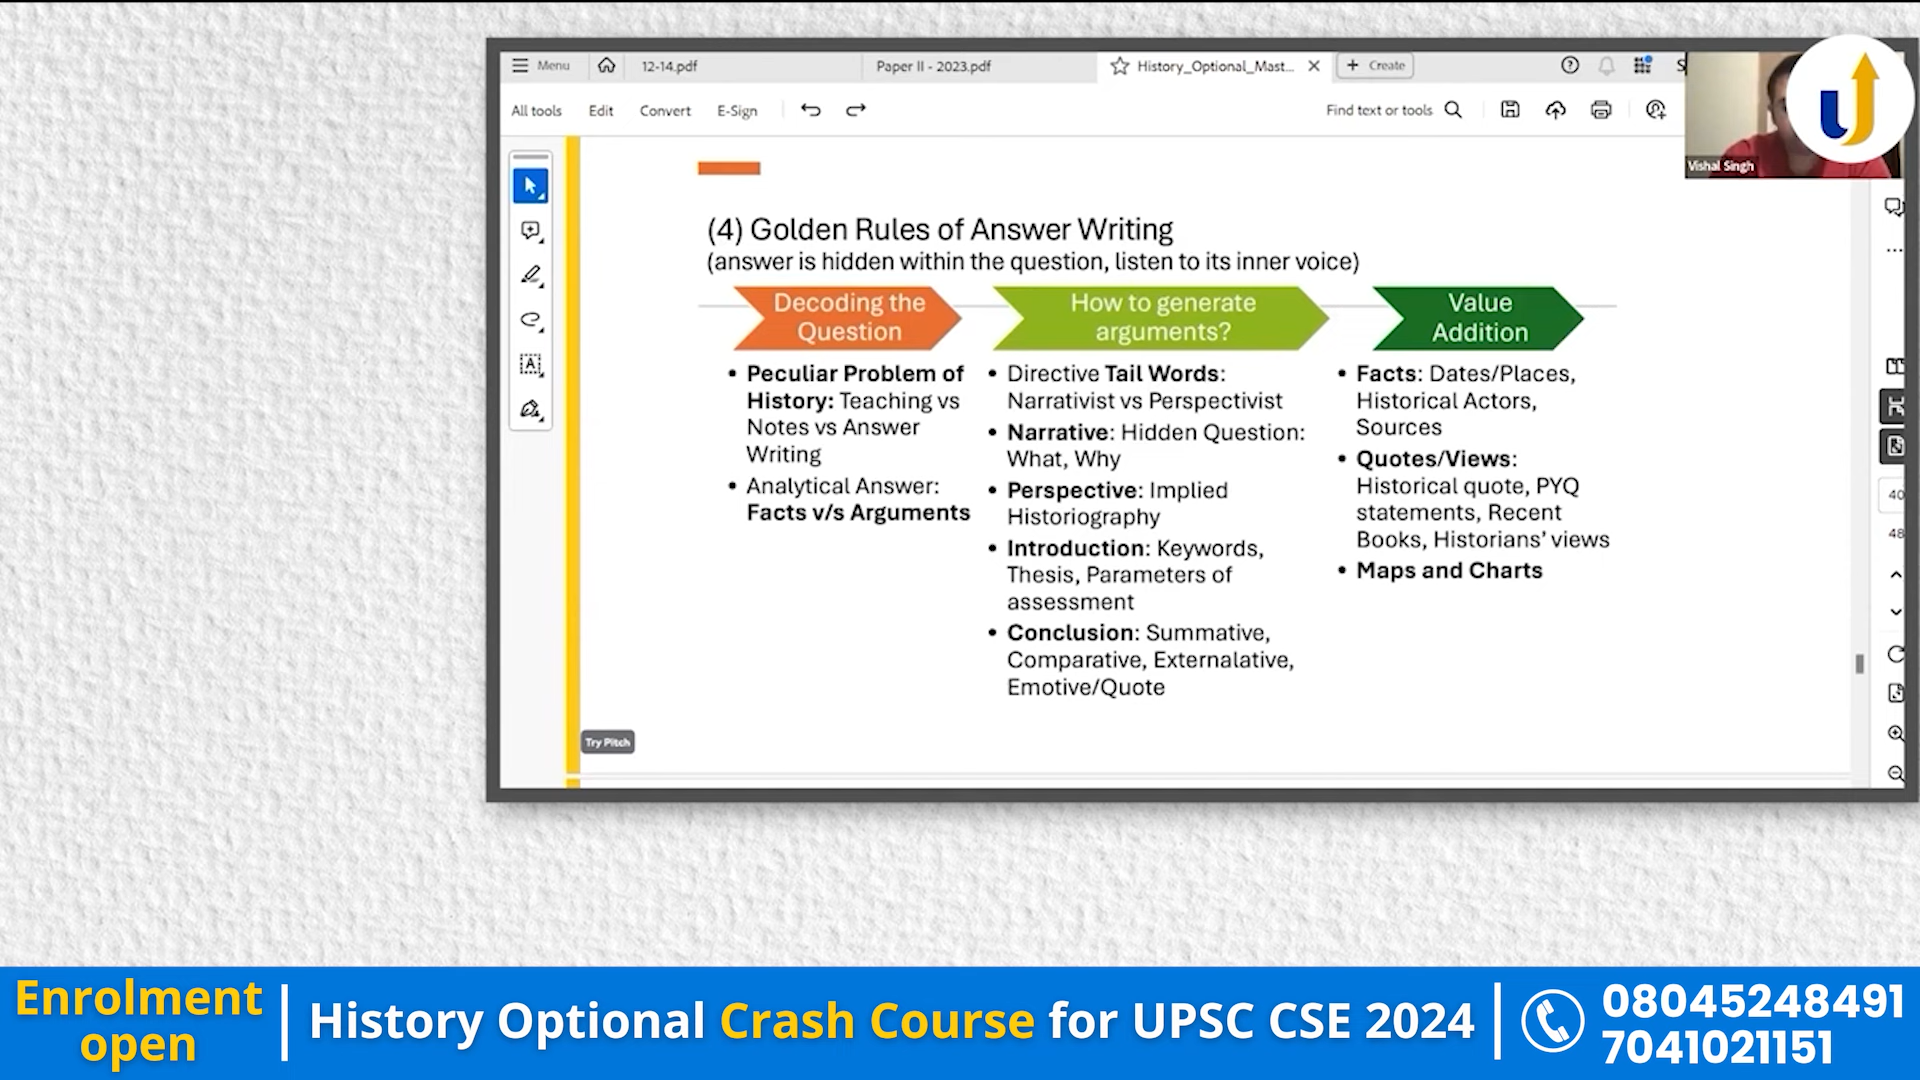 Menu
12-14.pdf
Paper II - 2023.pdf
History_Optional_Mast...
Create
All tools
Edit
Convert
E-Sign
Find text or tools
Vishal Singh
(4) Golden Rules of Answer Writing
(answer is hidden within the question, listen to its inner voice)
Decoding the
Question
• Peculiar Problem of
History: Teaching vs
Notes vs Answer
Writing
• Analytical Answer:
Facts v/s Arguments
How to generate
arguments?
• Directive Tail Words:
Narrativist vs Perspectivist
• Narrative: Hidden Question:
What, Why
• Perspective: Implied
Historiography
• Introduction: Keywords,
Thesis, Parameters of
assessment
• Conclusion: Summative,
Comparative, Externalative,
Emotive/Quote
Value
Addition
• Facts: Dates/Places,
Historical Actors,
Sources
• Quotes/Views:
Historical quote, PYQ
statements, Recent
Books, Historians' views
• Maps and Charts
40
48
Try Pitch
Enrolment
open
History Optional Crash Course for UPSC CSE 2024
08045248491
7041021151